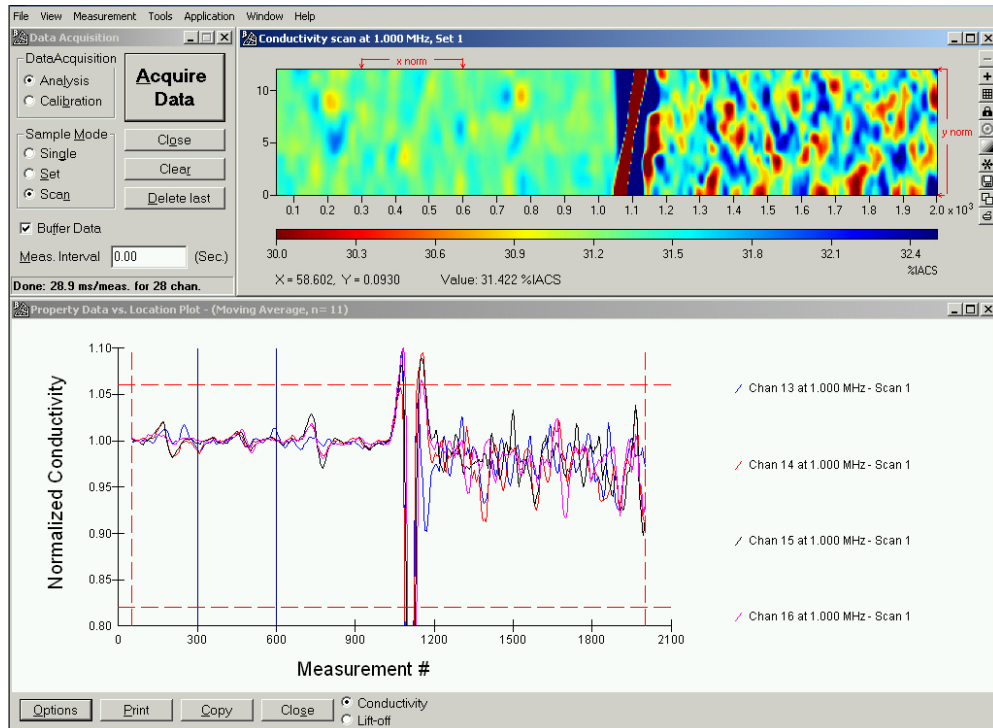 File View Measurement Tools Application Window Help
Data Acquisition
DataAcquisition
Analysis
Calibration
Acquire Data
Sample Mode
Single
Set
Scan
Close
Clear
Delete last
Buffer Data
Meas. Interval 0.00 (Sec.)
Done: 28.9 ms/meas. for 28 chan.
Conductivity scan at 1.000 MHz, Set 1
x norm
y norm
10
5
0
0.1 0.2 0.3 0.4 0.5 0.6 0.7 0.8 0.9 1.0 1.1 1.2 1.3 1.4 1.5 1.6 1.7 1.8 1.9 2.0 x 10³
30.0 30.3 30.6 30.9 31.2 31.5 31.8 32.1 32.4
%IACS
X = 58.602, Y = 0.0930 Value: 31.422 %IACS
Property Data vs. Location Plot - (Moving Average, n= 11)
Normalized Conductivity
1.10
1.05
1.00
0.95
0.90
0.85
0.80
0 300 600 900 1200 1500 1800 2100
Measurement #
Chan 13 at 1.000 MHz - Scan 1
Chan 14 at 1.000 MHz - Scan 1
Chan 15 at 1.000 MHz - Scan 1
Chan 16 at 1.000 MHz - Scan 1
Options Print Copy Close
Conductivity
Lift-off